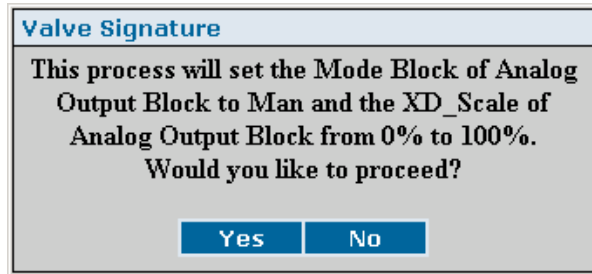 Valve Signature
This process will set the Mode Block of Analog
Output Block to Man and the XD_Scale of
Analog Output Block from 0% to 100%.
Would you like to proceed?
Yes No